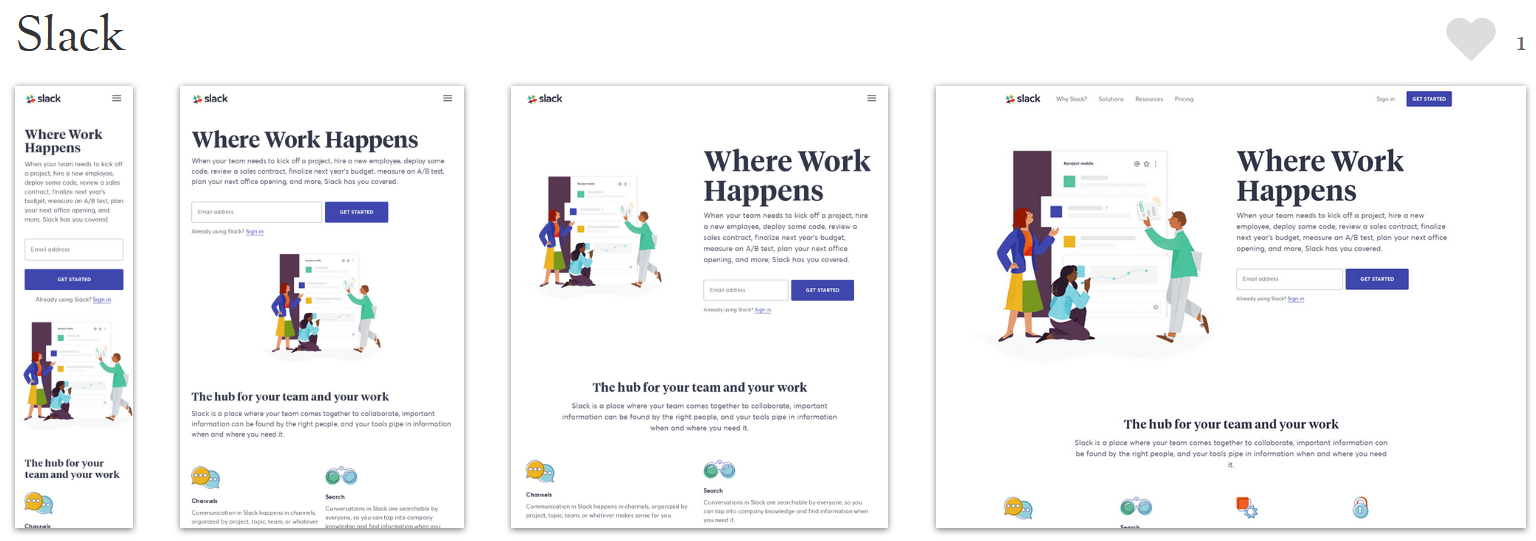 Slack
1
slack
Where Work
Happens
When your team needs to kick off
a project, hire a new employee,
deploy some code, review a sales
contract, finalize next year's
budget, measure an A/B test, plan
your next office opening, and
more, Slack has you covered.
Email address
GET STARTED
Already using Slack? Sign in.
#project-mobile
The hub for your
team and your work
Channels
slack
Where Work Happens
When your team needs to kick off a project, hire a new employee, deploy some
code, review a sales contract, finalize next year's budget, measure an A/B test,
plan your next office opening, and more, Slack has you covered.
Email address
GET STARTED
Already using Slack? Sign in.
#project-mobile
The hub for your team and your work
Slack is a place where your team comes together to collaborate, important
information can be found by the right people, and your tools pipe in information
when and where you need it.
Channels
Communication in Slack happens in channels,
organized by project, topic, team, or whatever
Search
Conversations in Slack are searchable by
everyone, so you can tap into company
knowledge and find information when you
slack
Where Work
Happens
When your team needs to kick off a project, hire
a new employee, deploy some code, review a
sales contract, finalize next year's budget,
measure an A/B test, plan your next office
opening, and more, Slack has you covered.
Email address
GET STARTED
Already using Slack? Sign in.
#project-mobile
The hub for your team and your work
Slack is a place where your team comes together to collaborate, important
information can be found by the right people, and your tools pipe in information
when and where you need it.
Channels
Communication in Slack happens in channels, organized by
project, topic, team, or whatever makes sense for you.
Search
Conversations in Slack are searchable by everyone, so you
can tap into company knowledge and find information when
you need it.
slack
Why Slack?
Solutions
Resources
Pricing
Sign in
GET STARTED
#project-mobile
Where Work
Happens
When your team needs to kick off a project, hire a new
employee, deploy some code, review a sales contract, finalize
next year's budget, measure an A/B test, plan your next office
opening, and more, Slack has you covered.
Email address
GET STARTED
Already using Slack? Sign in.
The hub for your team and your work
Slack is a place where your team comes together to collaborate, important information can
be found by the right people, and your tools pipe in information when and where you need
it.
Search